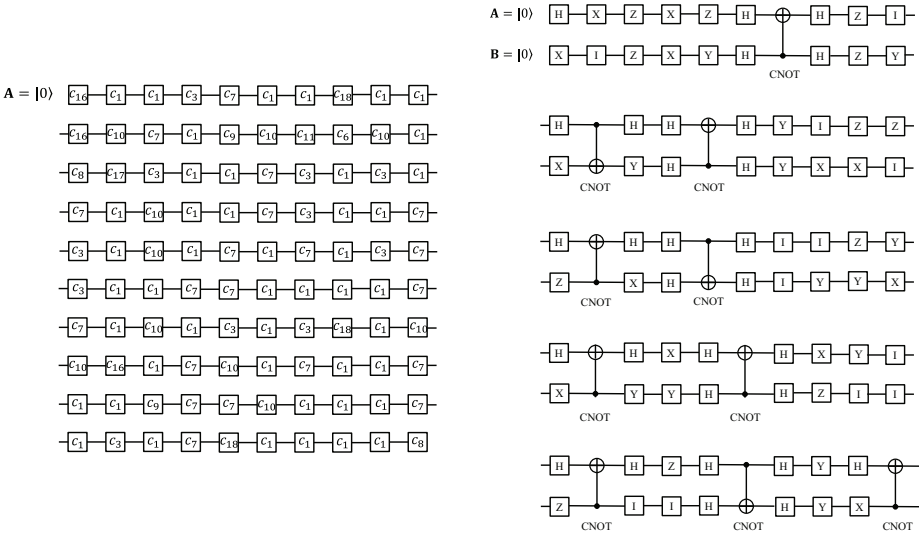 A = |0⟩ c16 c1 c1 c3 c7 c1 c1 c18 c1 c1
c16 c10 c7 c1 c9 c10 c11 c6 c10 c1
c8 c17 c3 c1 c1 c7 c3 c1 c3 c1
c7 c1 c10 c1 c1 c7 c3 c1 c1 c7
c3 c1 c10 c1 c7 c7 c1 c1 c1 c7
c3 c1 c1 c7 c7 c1 c1 c1 c1 c7
c7 c1 c10 c1 c3 c1 c3 c18 c1 c10
c10 c16 c1 c7 c10 c1 c7 c1 c1 c7
c1 c1 c9 c7 c7 c10 c1 c1 c1 c7
c1 c3 c1 c7 c18 c1 c1 c1 c1 c8
A = |0⟩ H X Z X Z H H Z I
B = |0⟩ X I Z X Y H H Z Y
CNOT
H H H H Y I Z Z
X Y H H Y X X I
CNOT CNOT
H H H H I I Z Y
Z X H H I Y Y X
CNOT CNOT
H H X H H X Y I
X Y Y H H Z I I
CNOT CNOT
H H Z H H Y H
Z I I H H Y X
CNOT CNOT CNOT